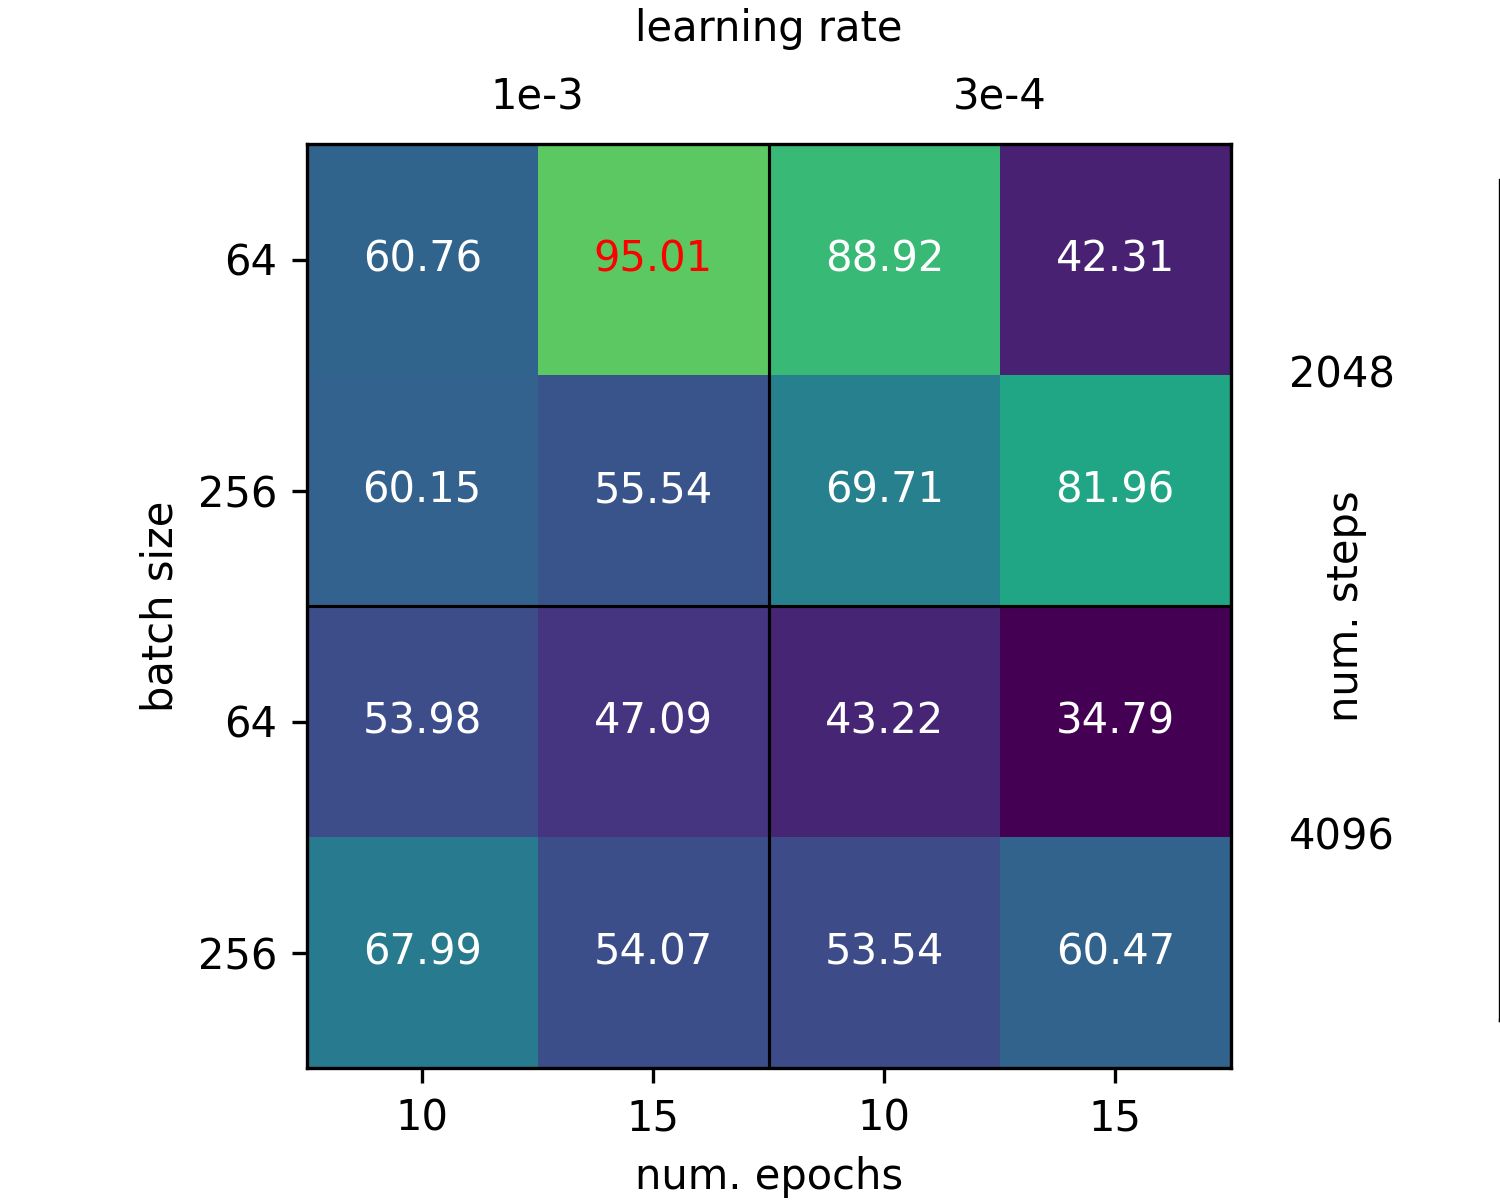 learning rate
1e-3 3e-4
64 60.76 95.01 88.92 42.31
2048
256 60.15 55.54 69.71 81.96
batch size
num. steps
64 53.98 47.09 43.22 34.79
4096
256 67.99 54.07 53.54 60.47
10 15 10 15
num. epochs